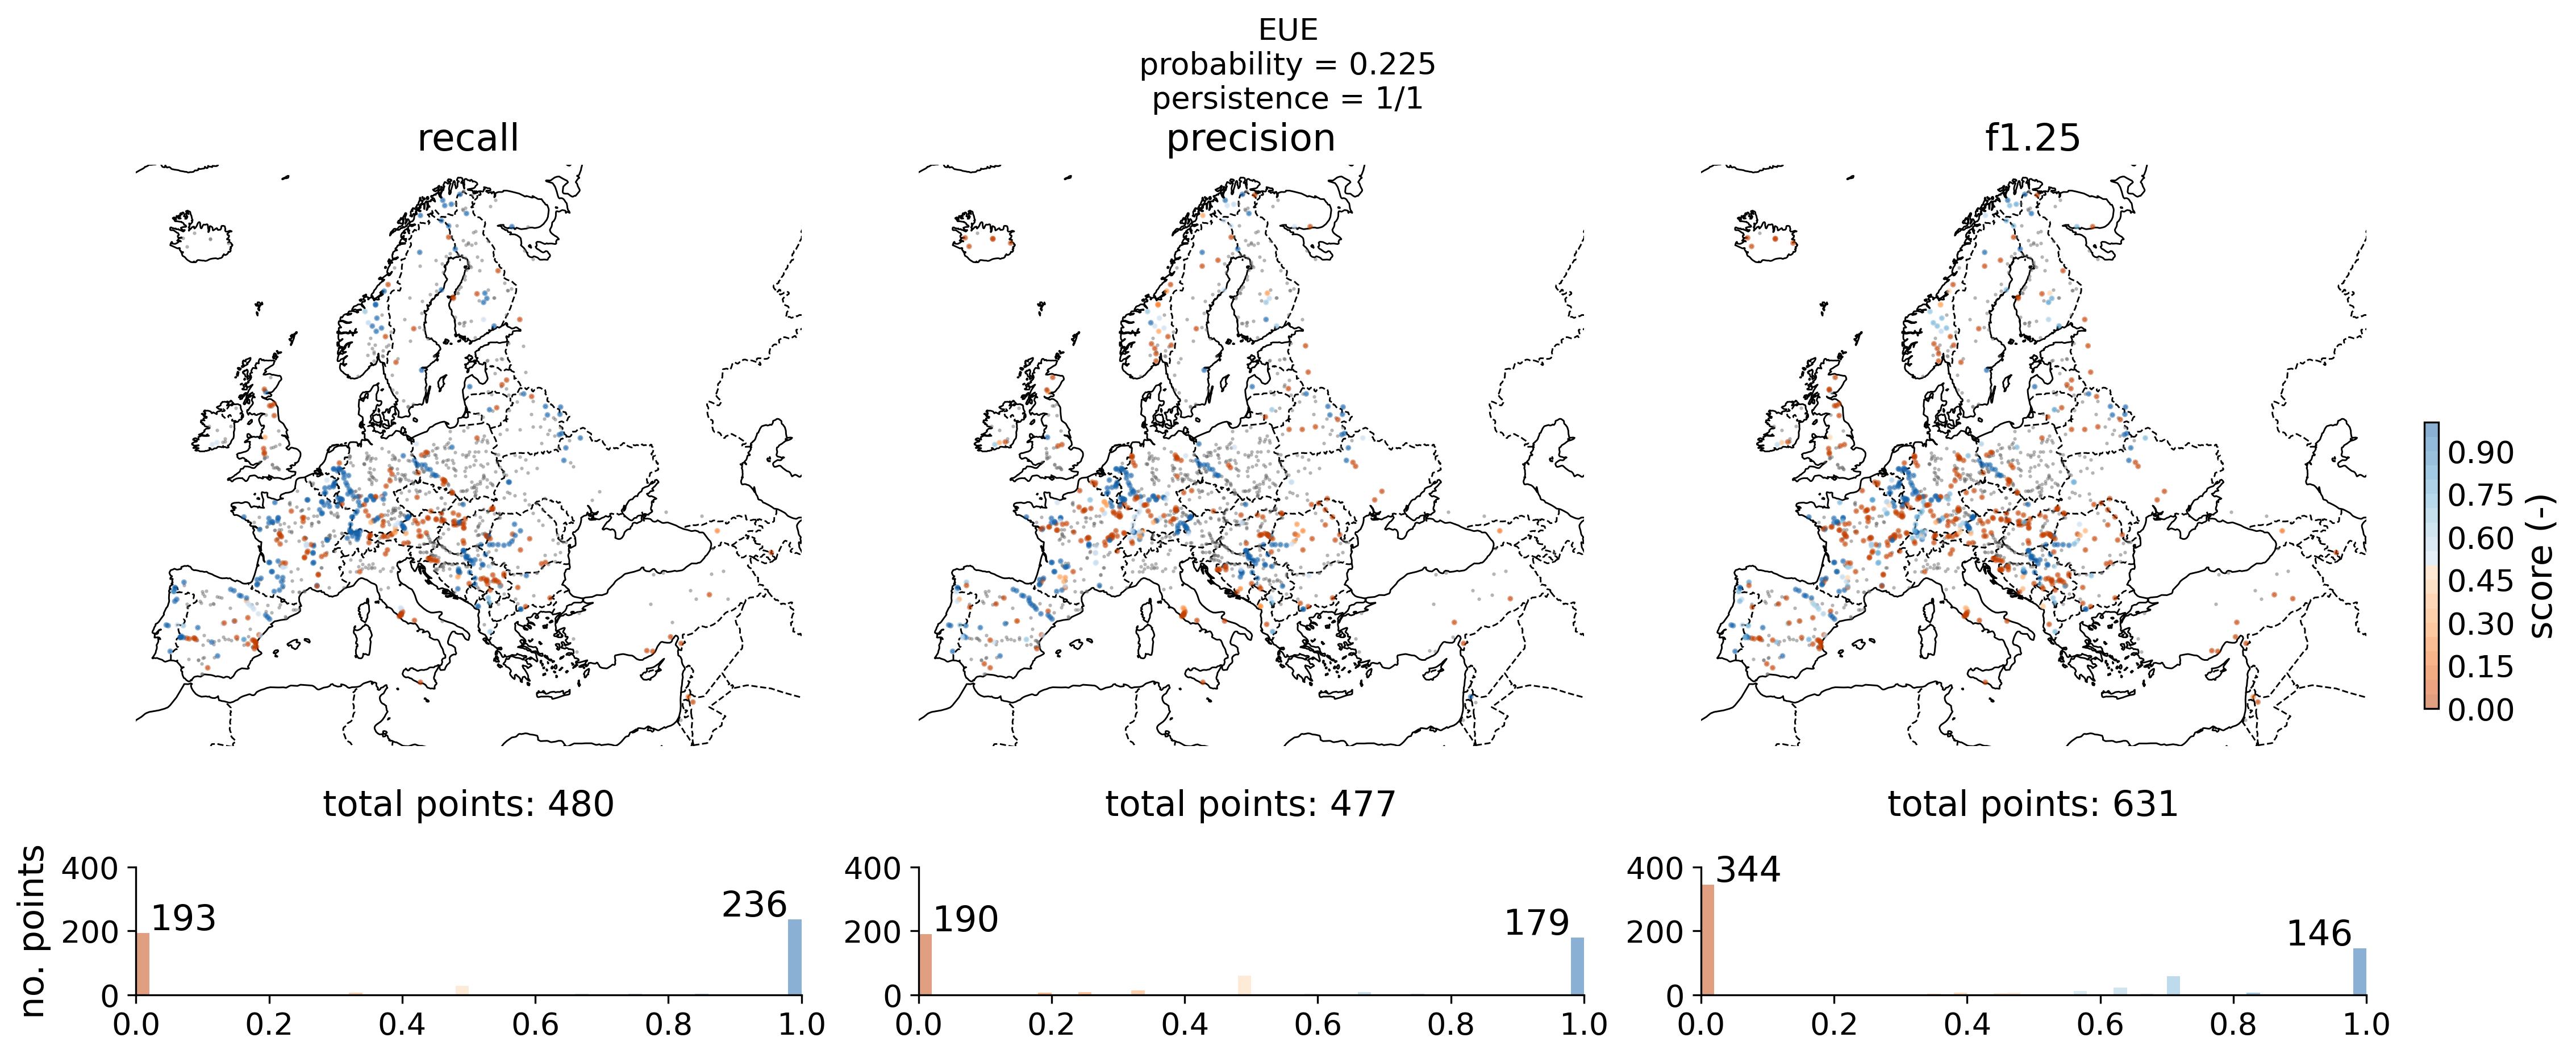 EUE
probability = 0.225
persistence = 1/1
recall
precision
f1.25
0.90
0.75
0.60
0.45
0.30
0.15
0.00
score (-)
total points: 480
total points: 477
total points: 631
no. points
400
200
0
193
236
0.0 0.2 0.4 0.6 0.8 1.0
400
200
0
190
179
0.0 0.2 0.4 0.6 0.8 1.0
400
200
0
344
146
0.0 0.2 0.4 0.6 0.8 1.0